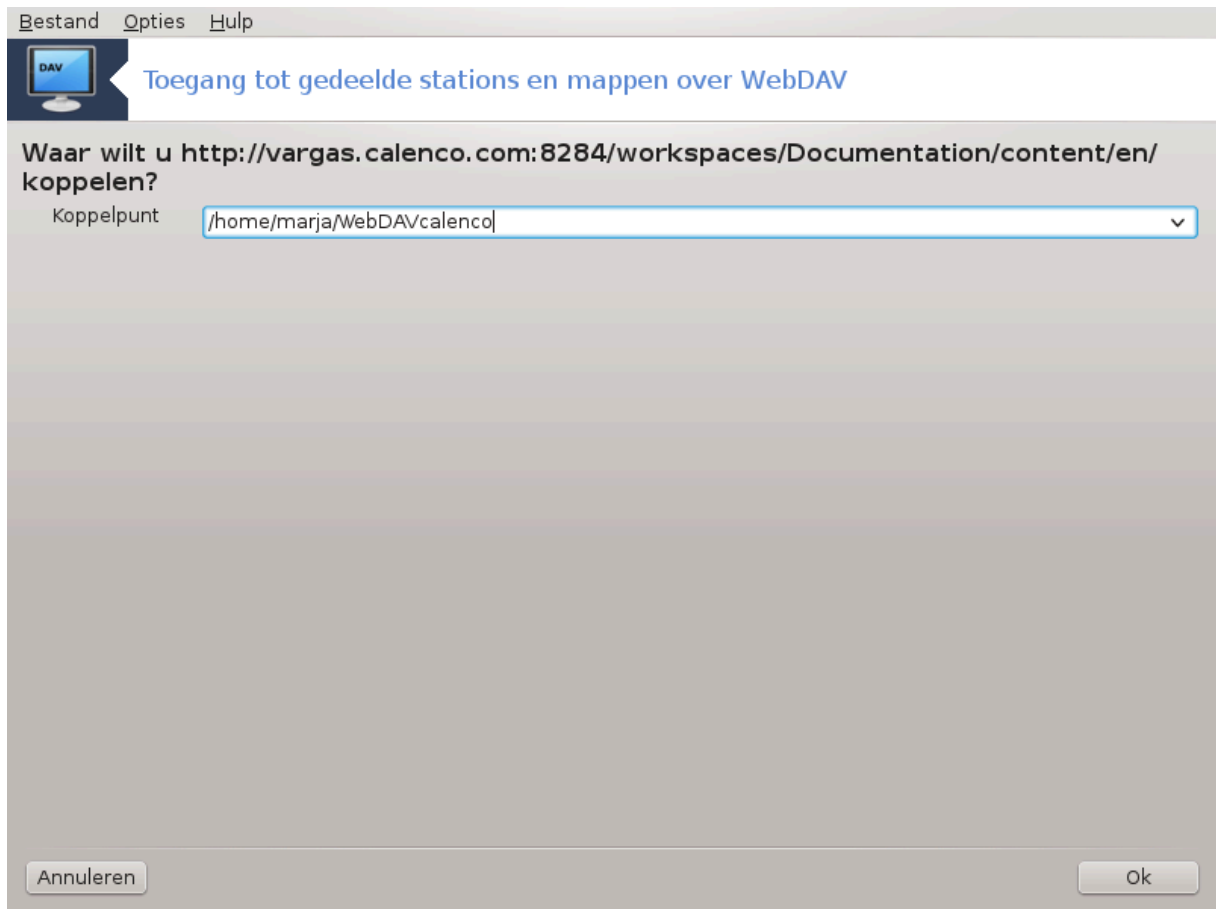 Bestand Opties Hulp
DAV
Toegang tot gedeelde stations en mappen over WebDAV
Waar wilt u http://vargas.calenco.com:8284/workspaces/Documentation/content/en/
koppelen?
Koppelpunt /home/marja/WebDAVcalenco
Annuleren Ok